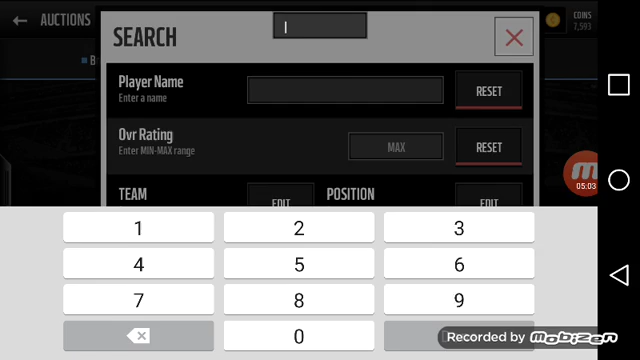 AUCTIONS
SEARCH
COINS
7,593
Player Name
Enter a name
RESET
Ovr Rating
Enter MIN-MAX range
MAX
RESET
05:03
TEAM
EDIT
POSITION
EDIT
1 2 3
4 5 6
7 8 9
0
Recorded by mobizen